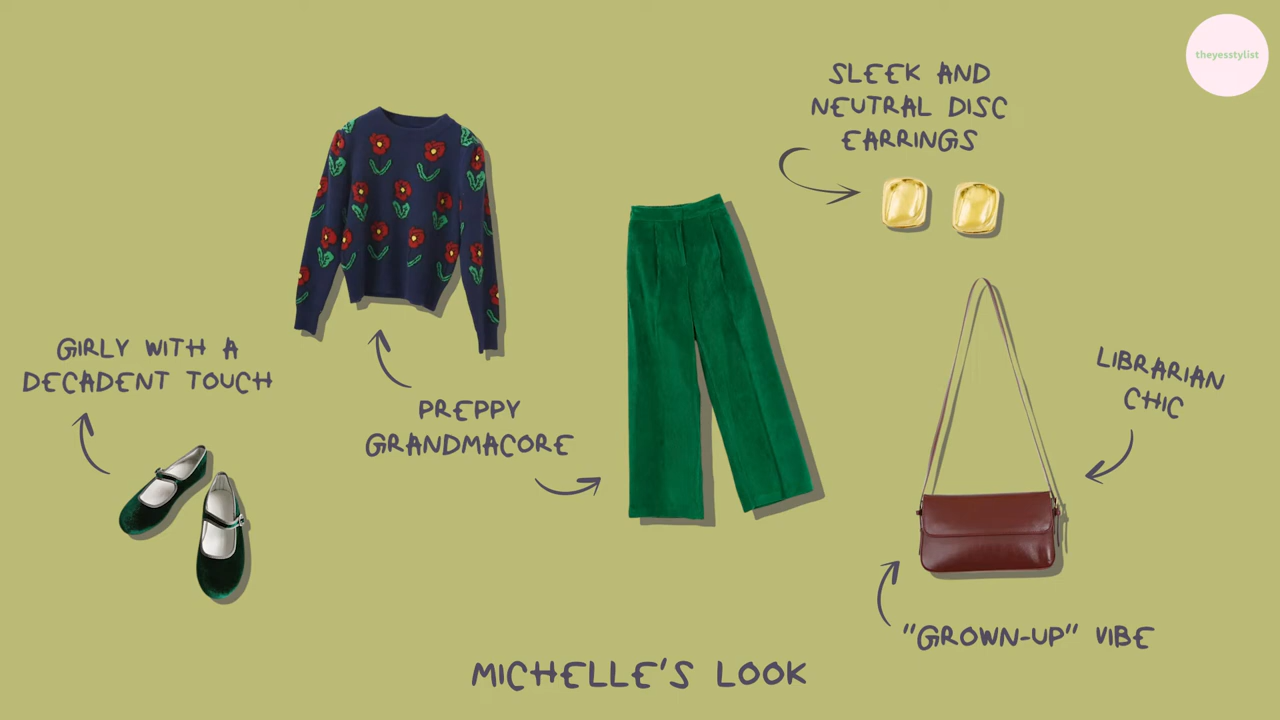 theyesstylist
SLEEK AND
NEUTRAL DISC
EARRINGS
GIRLY WITH A
DECADENT TOUCH
PREPPY
GRANDMACORE
LIBRARIAN
CHIC
"GROWN-UP" VIBE
MICHELLE'S LOOK